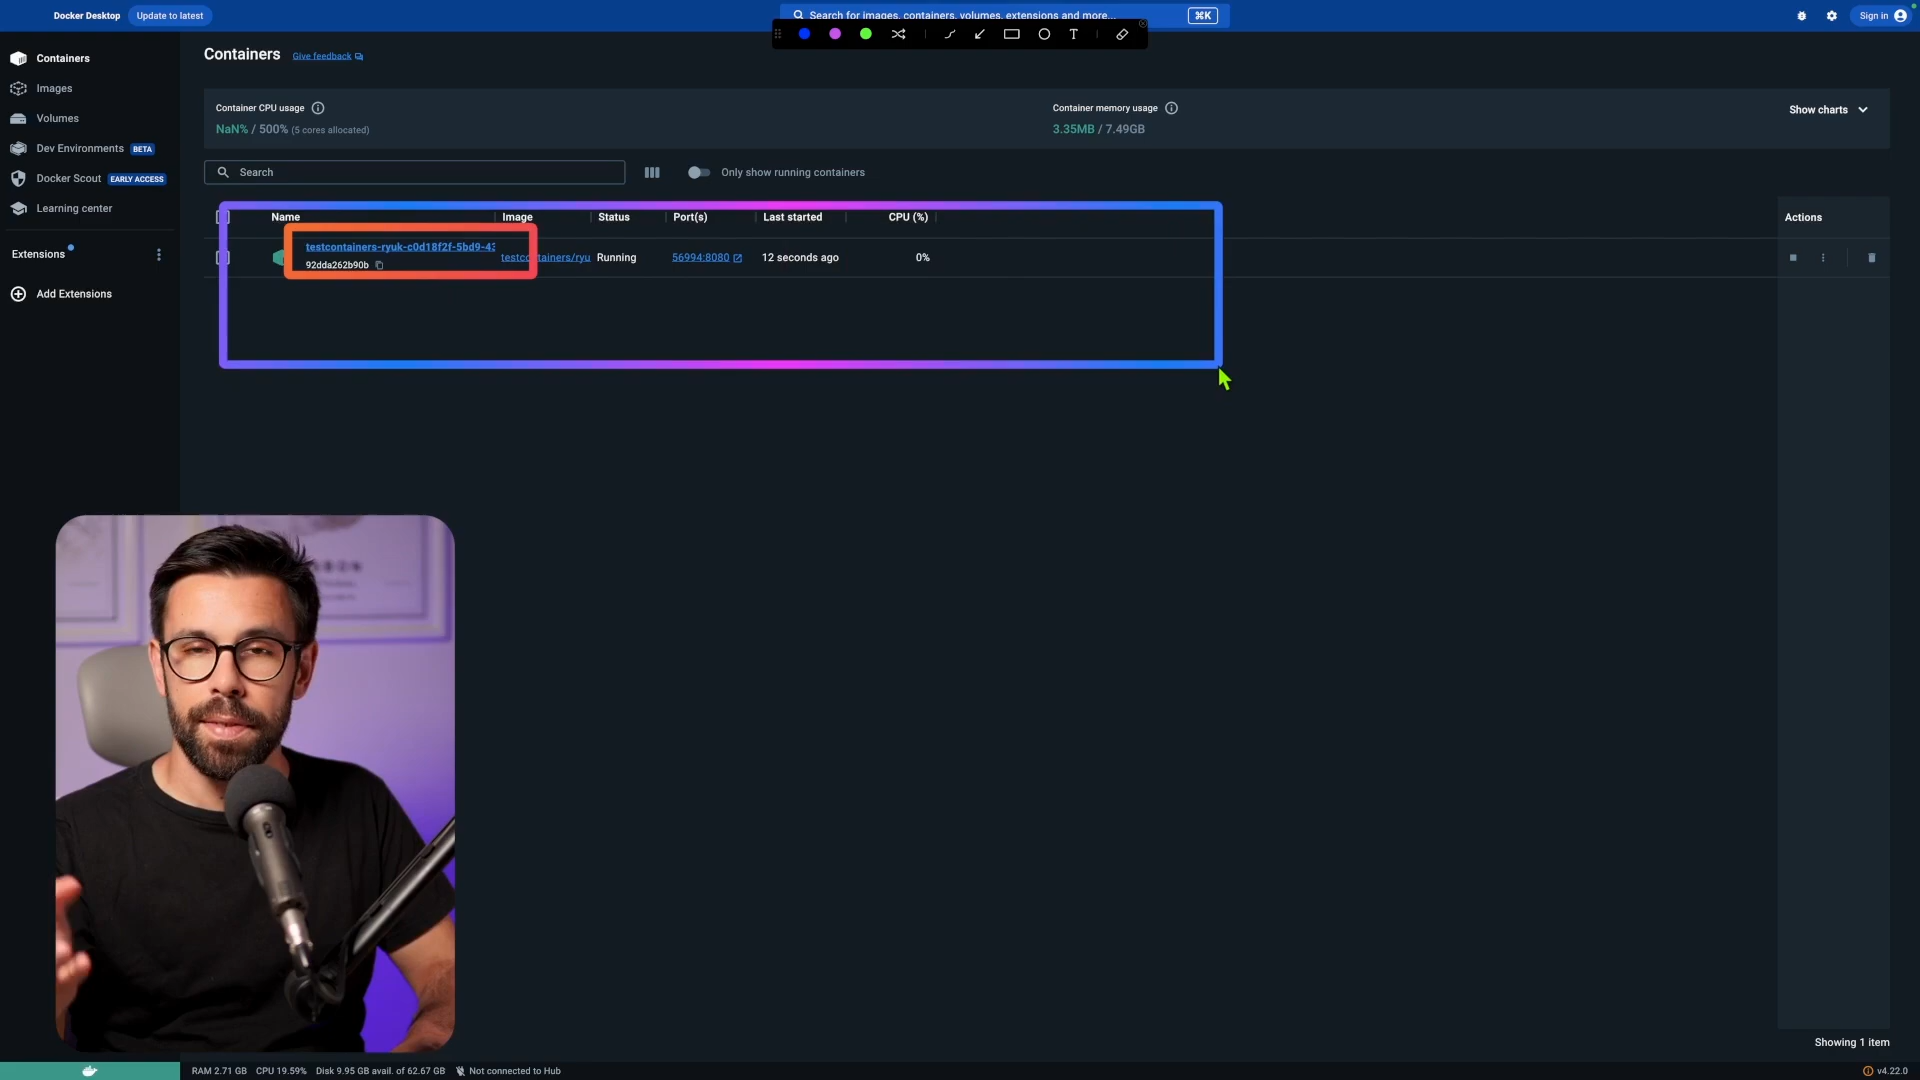 Docker Desktop
Update to latest
Search for images, containers, volumes, extensions and more...
⌘K
Sign in
T
Containers
Images
Volumes
Dev Environments BETA
Docker Scout EARLY ACCESS
Learning center
Extensions
Add Extensions
Containers Give feedback
Container CPU usage
NaN% / 500% (5 cores allocated)
Container memory usage
3.35MB / 7.49GB
Show charts
Search
Only show running containers
Name Image Status Port(s) Last started CPU (%) Actions
testcontainers-ryuk-c0d18f2f-5bd9-43
92dda262b90b
testcontainers/ryu Running 56994:8080 12 seconds ago 0%
Showing 1 item
RAM 2.71 GB CPU 19.59% Disk 9.95 GB avail. of 62.67 GB Not connected to Hub
v4.22.0